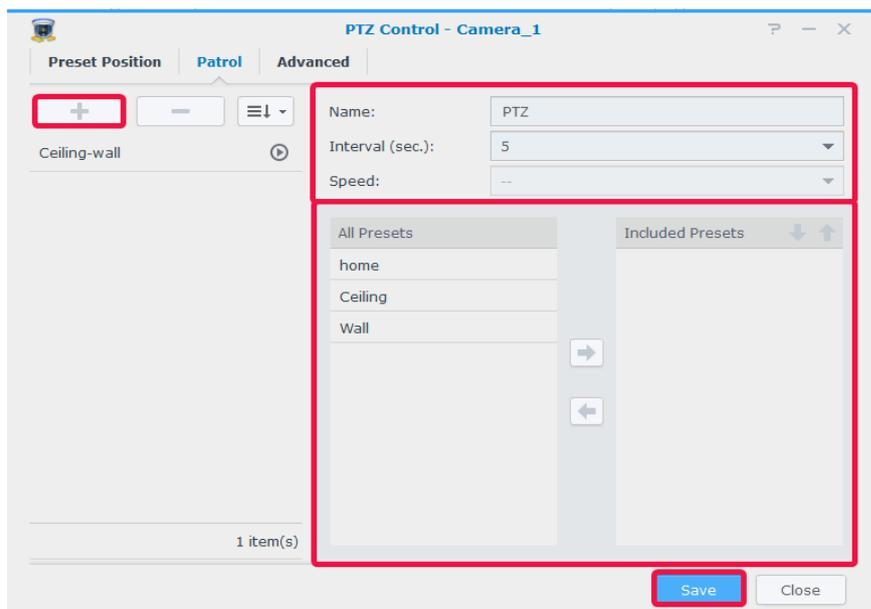 PTZ Control - Camera_1
Preset Position Patrol Advanced
Name: PTZ
Ceiling-wall
Interval (sec.): 5
Speed: --
All Presets
Included Presets
home
Ceiling
Wall
1 item(s)
Save Close